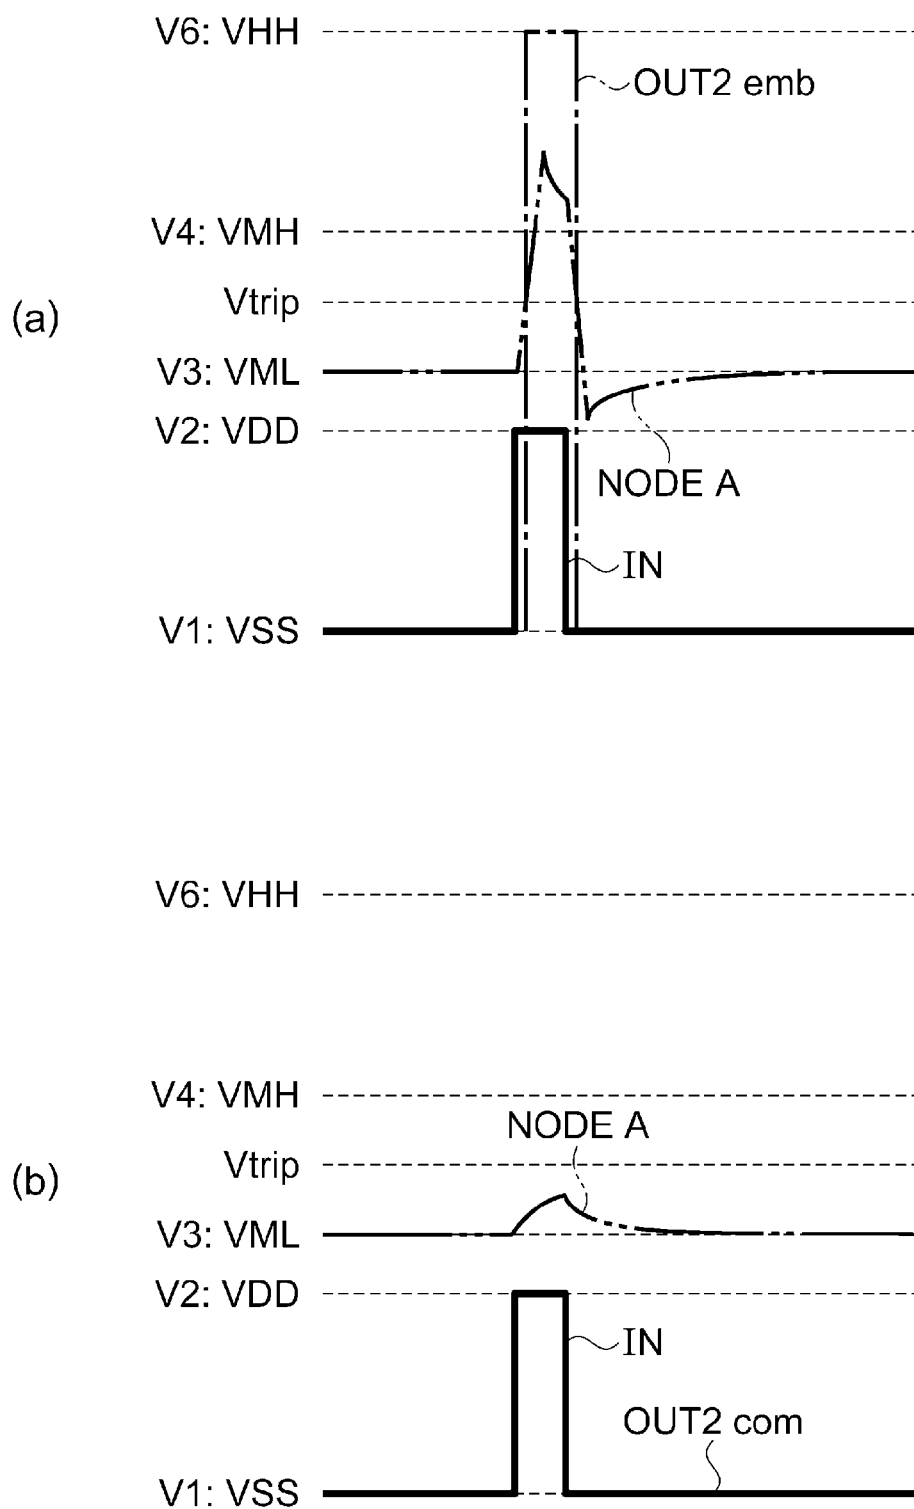 V6: VHH
OUT2 emb
V4: VMH
Vtrip
(a)
V3: VML
V2: VDD
NODE A
IN
V1: VSS
V6: VHH
V4: VMH
NODE A
Vtrip
(b)
V3: VML
V2: VDD
IN
OUT2 com
V1: VSS